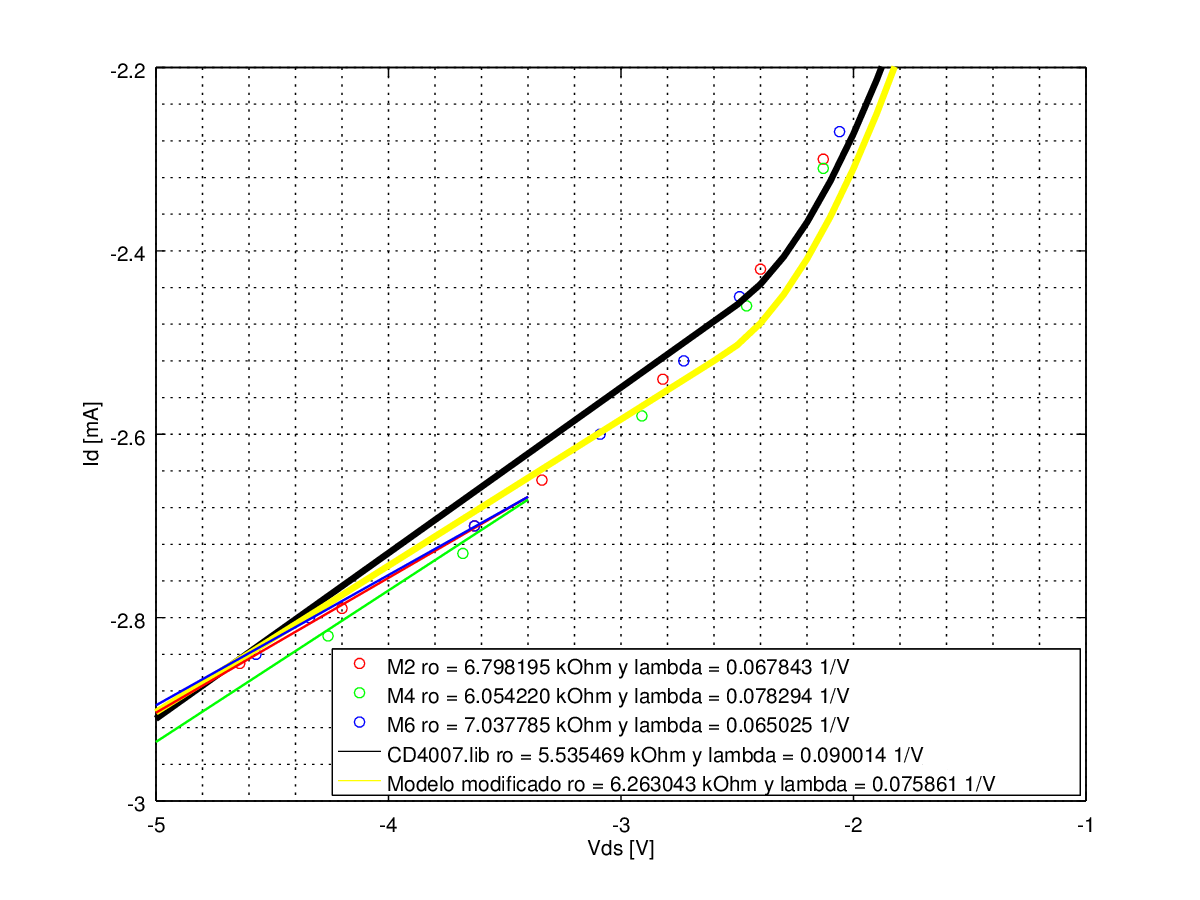 -2.2
-2.4
-2.6
-2.8
-3
Id [mA]
M2 ro = 6.798195 kOhm y lambda = 0.067843 1/V
M4 ro = 6.054220 kOhm y lambda = 0.078294 1/V
M6 ro = 7.037785 kOhm y lambda = 0.065025 1/V
CD4007.lib ro = 5.535469 kOhm y lambda = 0.090014 1/V
Modelo modificado ro = 6.263043 kOhm y lambda = 0.075861 1/V
-5 -4 -3 -2 -1
Vds [V]